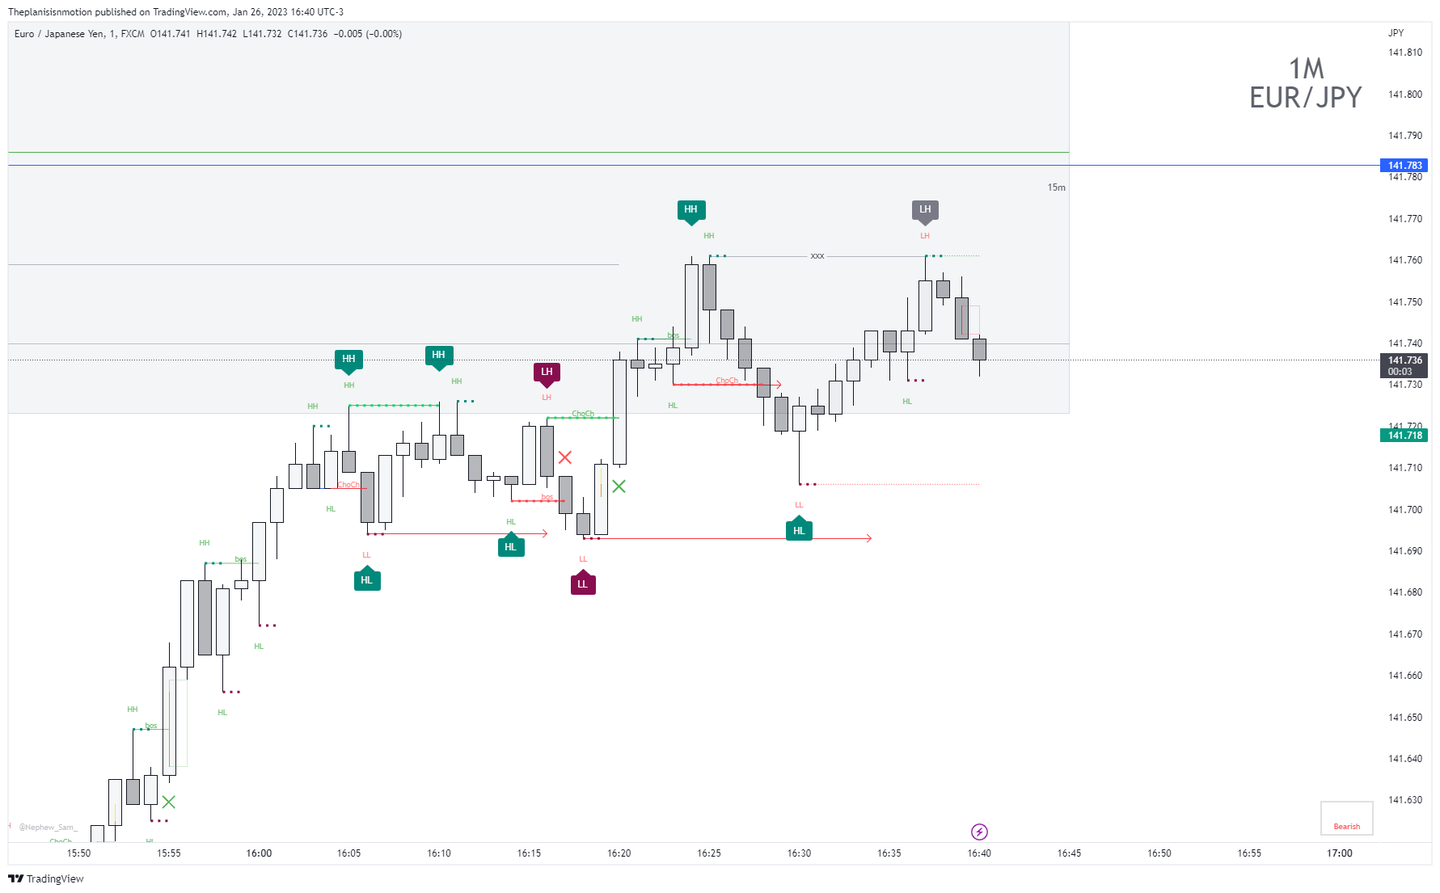 Theplanisisnmotion published on TradingView.com, Jan 26, 2023 16:40 UTC-3
Euro / Japanese Yen, 1, FXCM O141.741 H141.742 L141.732 C141.736 −0.005 (−0.00%)
JPY
1M
EUR/JPY
141.810
141.800
141.790
141.783
141.780
15m
141.770
HH
LH
HH
LH
XXX
141.760
141.750
HH
bos
141.740
141.736
00:03
HH
HH
LH
ChoCh
141.730
HH
HH
LH
HL
HL
HH
ChoCh
141.720
141.718
141.710
ChoCh
bos
LL
HL
HL
141.700
HL
HL
LL
LL
141.690
HL
LL
HH
bos
141.680
141.670
HL
141.660
HH
HL
bos
141.650
141.640
141.630
@Nephew_Sam_
Bearish
ChoCh
HL
15:50 15:55 16:00 16:05 16:10 16:15 16:20 16:25 16:30 16:35 16:40 16:45 16:50 16:55 17:00
TradingView